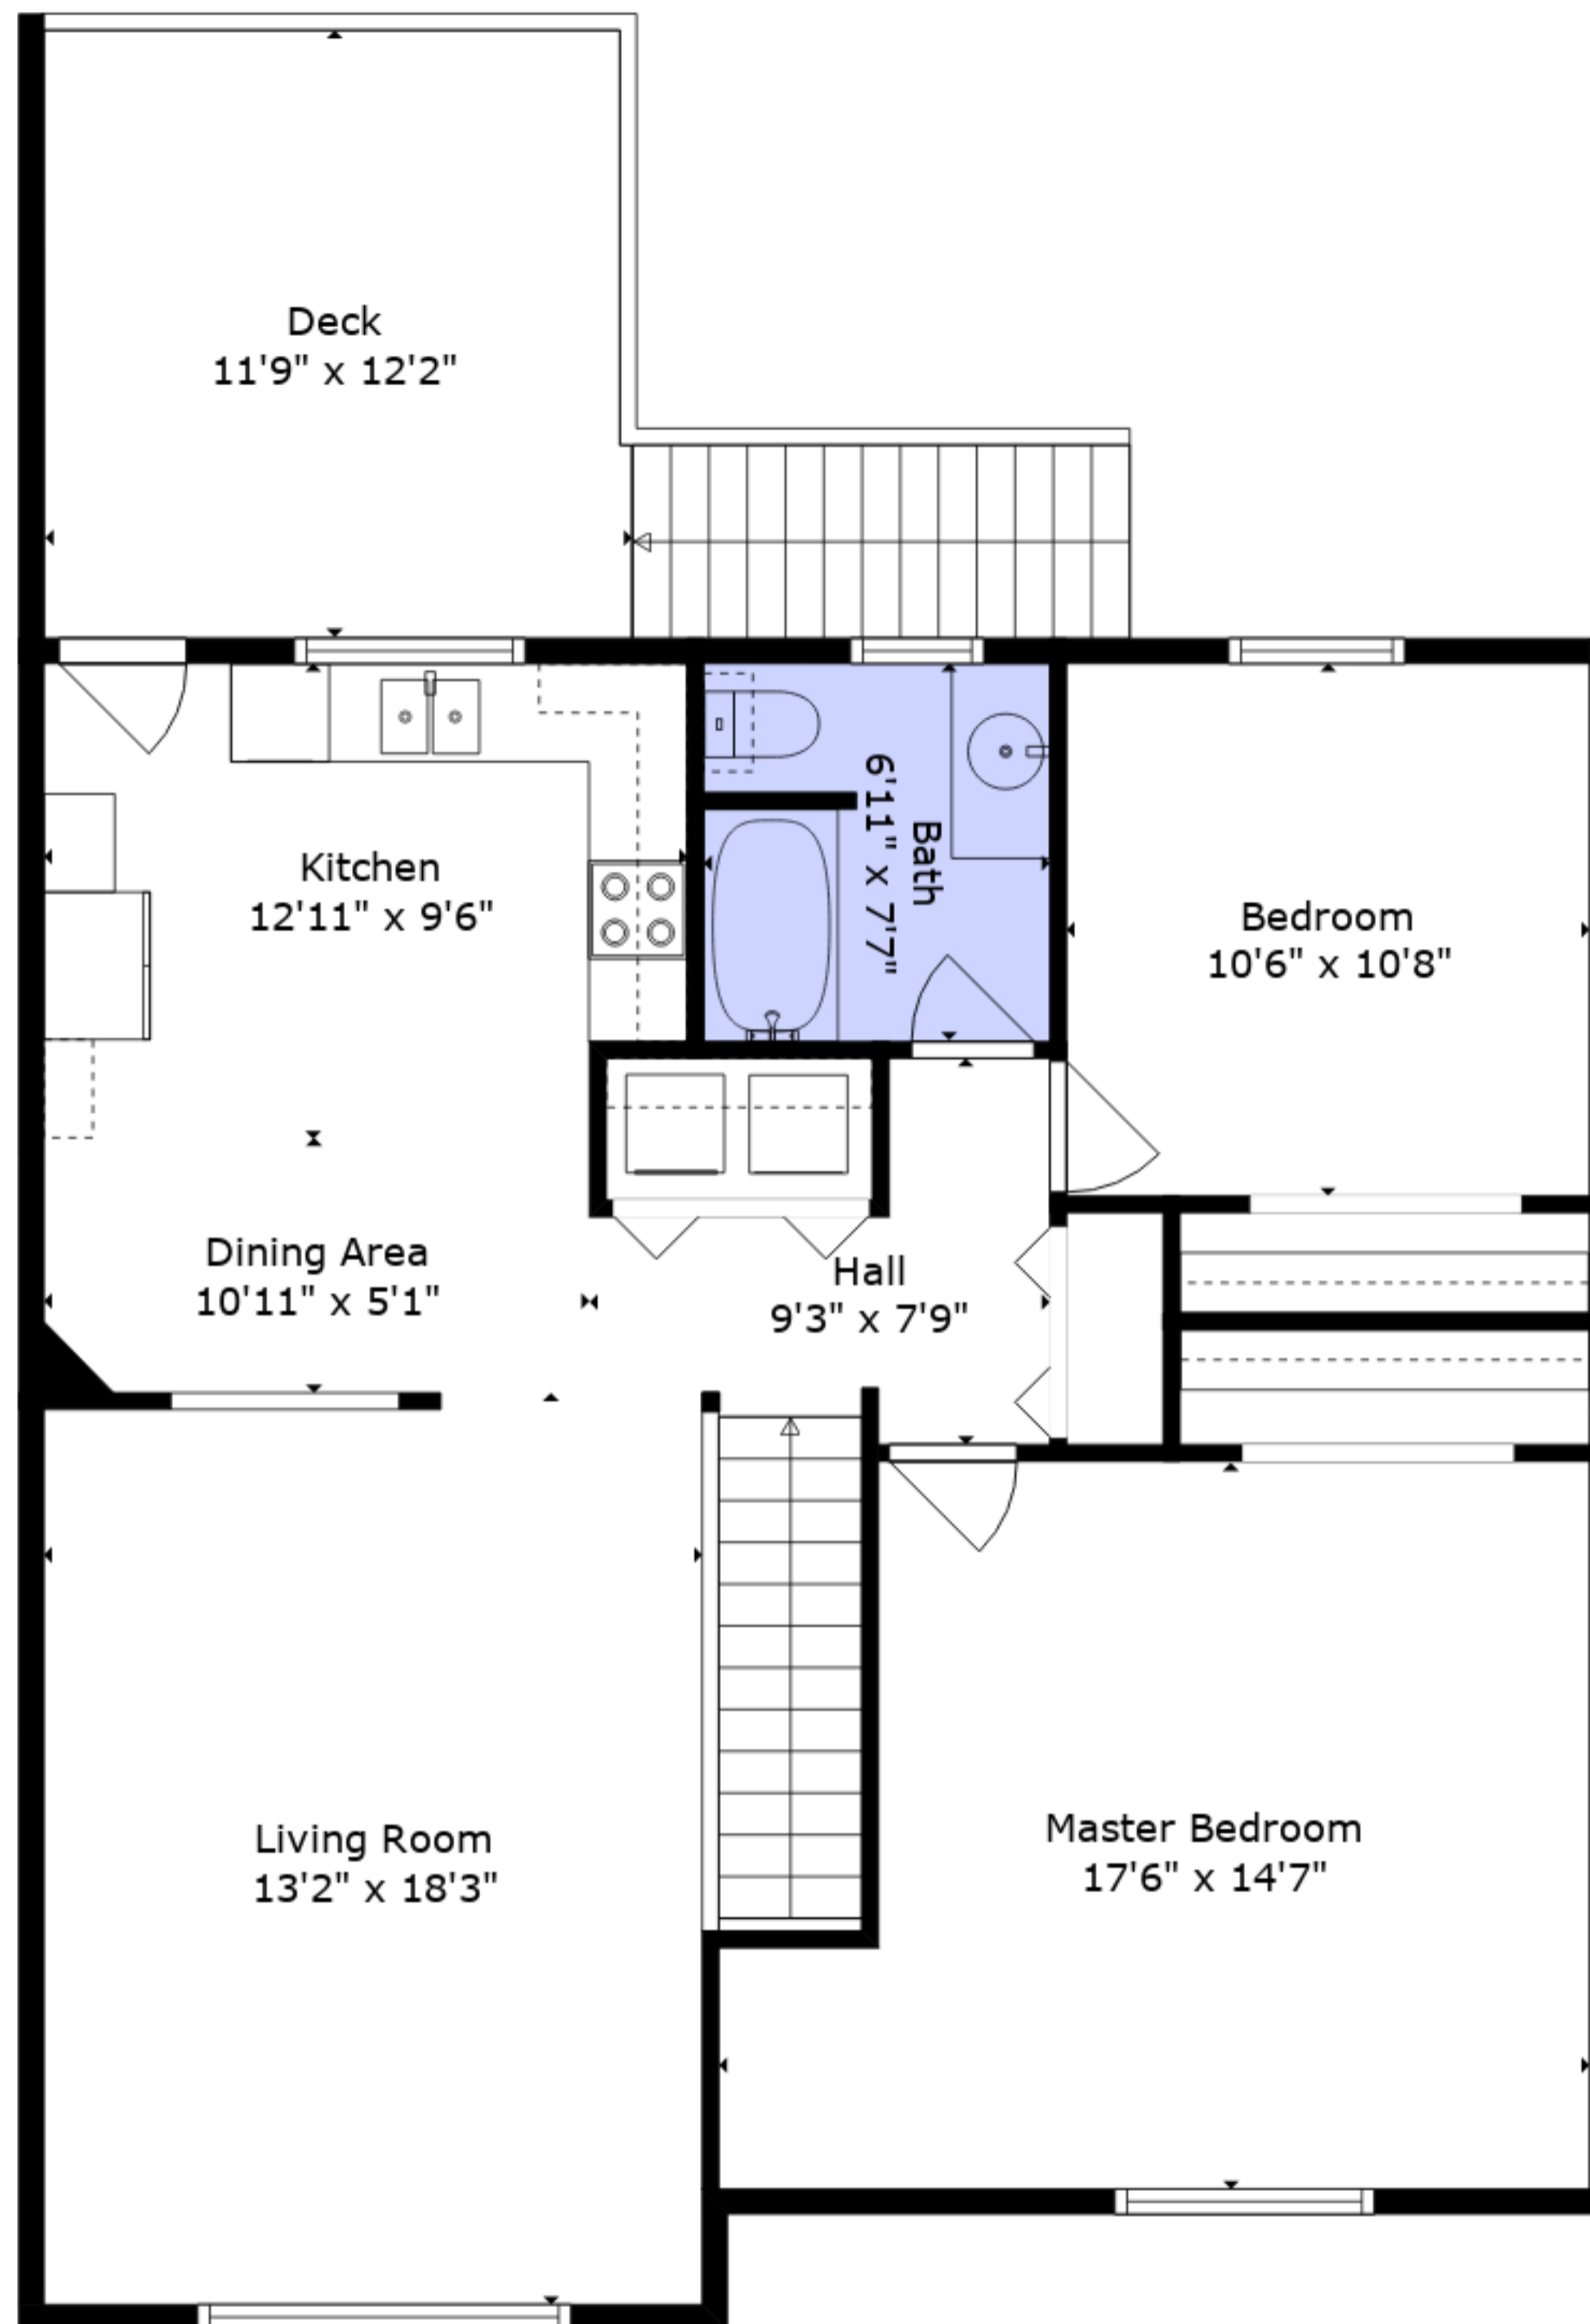 Deck
11'9" x 12'2"
Kitchen
12'11" x 9'6"
Bath
6'11" x 7'7"
Bedroom
10'6" x 10'8"
Dining Area
10'11" x 5'1"
Hall
9'3" x 7'9"
Living Room
13'2" x 18'3"
Master Bedroom
17'6" x 14'7"